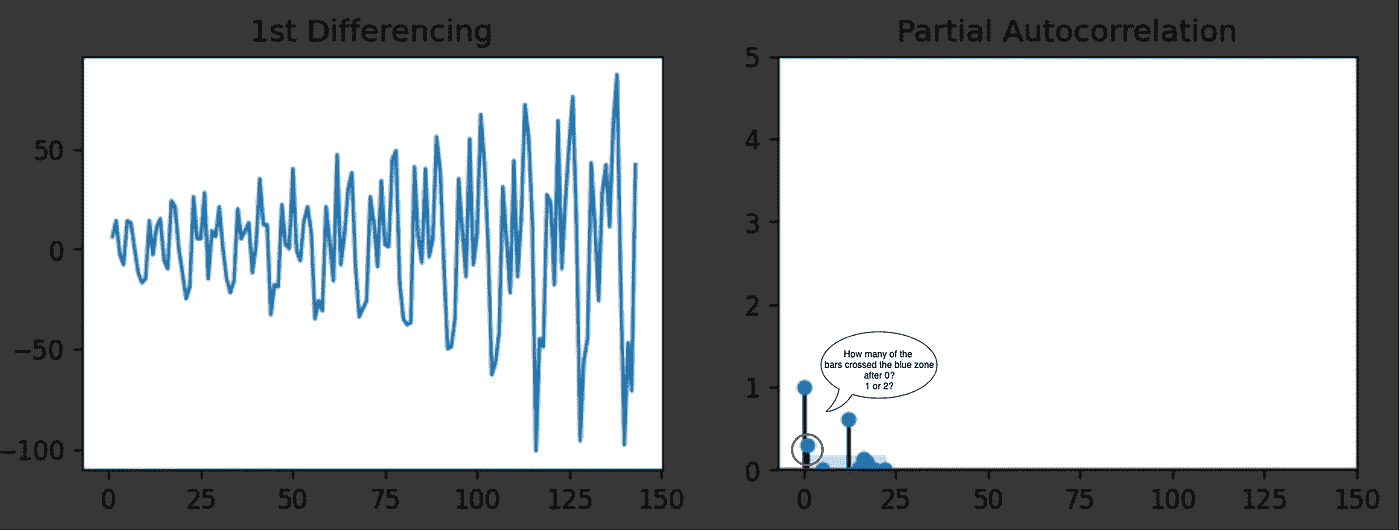 1st Differencing
50
0
−50
−100
0 25 50 75 100 125 150
Partial Autocorrelation
5
4
3
2
1
0
How many of the
bars crossed the blue zone
after 0?
1 or 2?
0 25 50 75 100 125 150